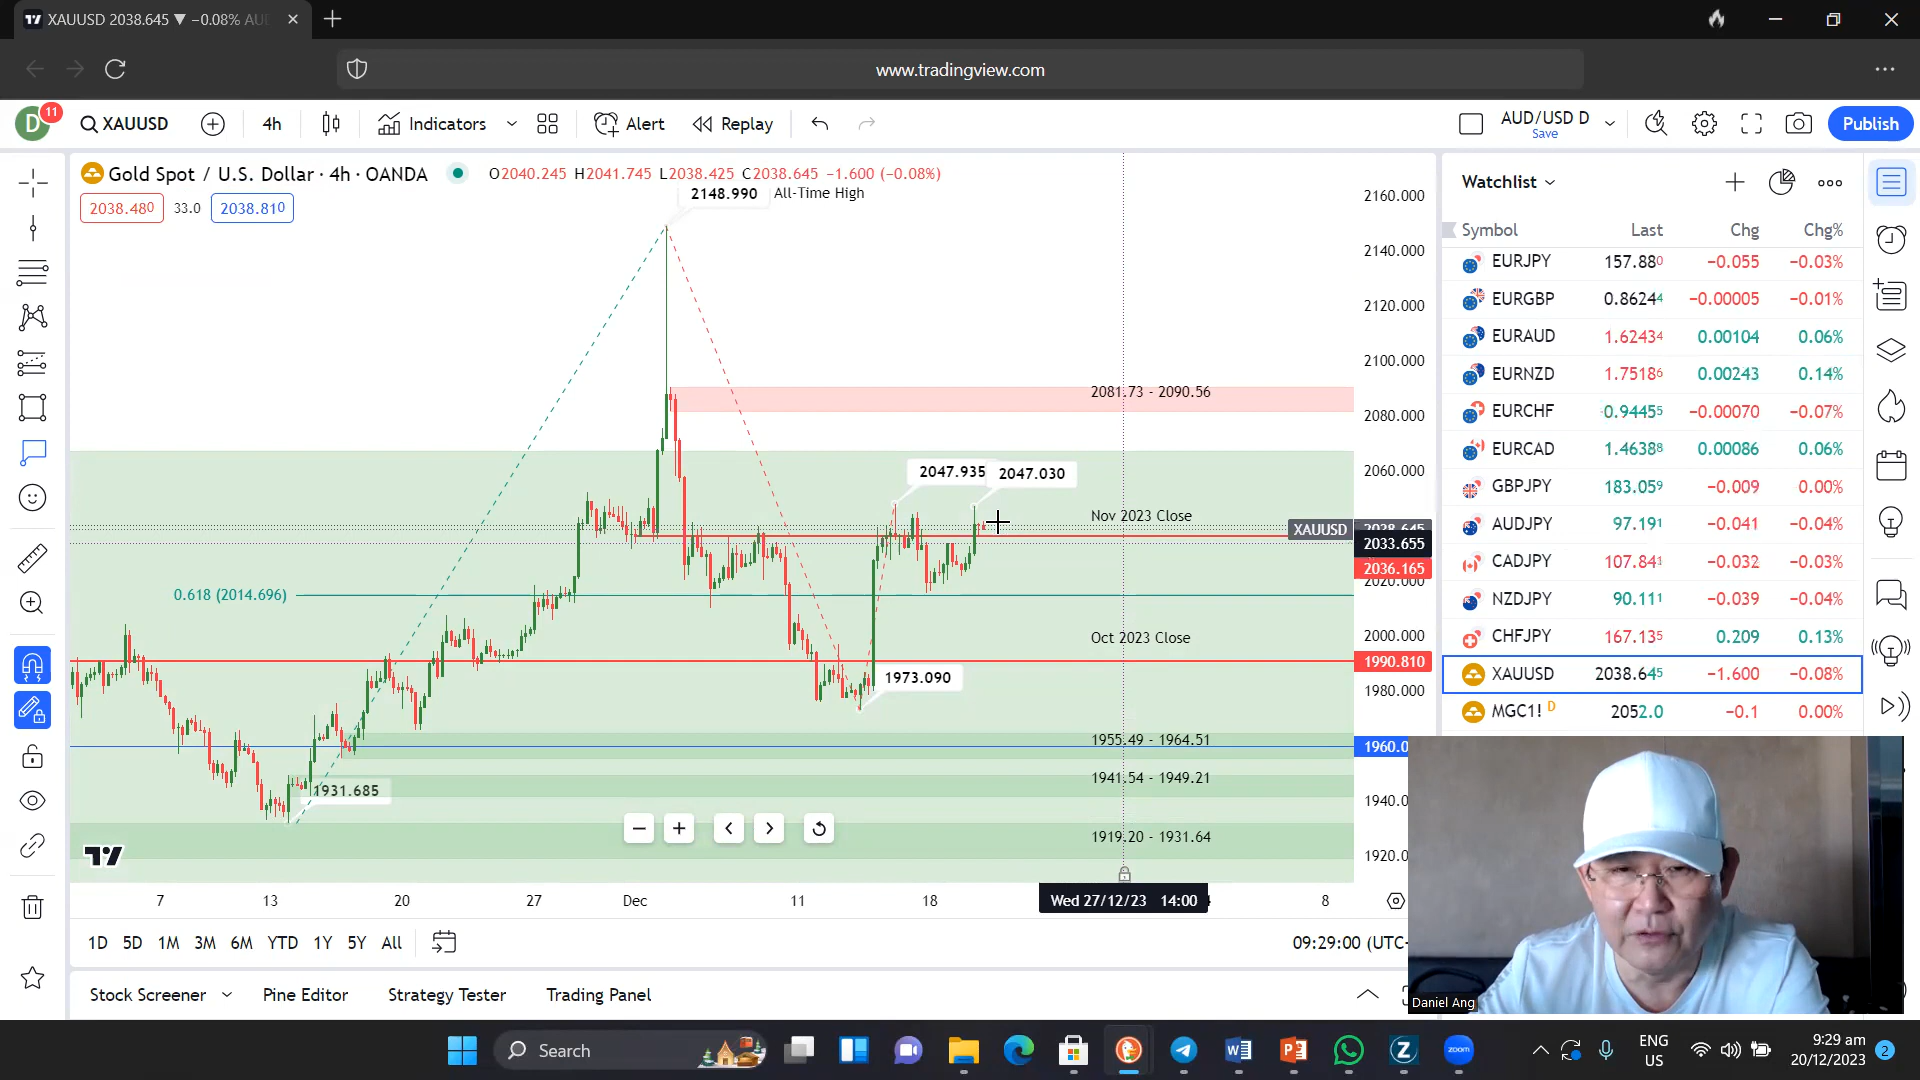 XAUUSD 2038.645 ▼ −0.08% AUD
www.tradingview.com
D 11 XAUUSD 4h Indicators Alert Replay AUD/USD D Save Publish
Gold Spot / U.S. Dollar · 4h · OANDA O2040.245 H2041.745 L2038.425 C2038.645 −1.600 (−0.08%)
2038.480 33.0 2038.810
2148.990 All-Time High
2081.73 - 2090.56
2047.935 2047.030
Nov 2023 Close
0.618 (2014.696)
Oct 2023 Close
1973.090
1955.49 - 1964.51
1941.54 - 1949.21
1931.685
1919.20 - 1931.64
2160.000
2140.000
2120.000
2100.000
2080.000
2060.000
XAUUSD 2038.645
2033.655
2036.165
2020.000
2000.000
1990.810
1980.000
1960.0
1940.0
1920.0
7 13 20 27 Dec 11 18 Wed 27/12/23 14:00 8
1D 5D 1M 3M 6M YTD 1Y 5Y All 09:29:00 (UTC-
Stock Screener Pine Editor Strategy Tester Trading Panel
Watchlist
Symbol Last Chg Chg%
EURJPY 157.880 −0.055 −0.03%
EURGBP 0.86244 −0.00005 −0.01%
EURAUD 1.62434 0.00104 0.06%
EURNZD 1.75186 0.00243 0.14%
EURCHF 0.94455 −0.00070 −0.07%
EURCAD 1.46388 0.00086 0.06%
GBPJPY 183.059 −0.009 0.00%
AUDJPY 97.191 −0.041 −0.04%
CADJPY 107.841 −0.032 −0.03%
NZDJPY 90.111 −0.039 −0.04%
CHFJPY 167.135 0.209 0.13%
XAUUSD 2038.645 −1.600 −0.08%
MGC1! D 2052.0 −0.1 0.00%
Daniel Ang
Search
zoom
ENG
US
9:29 am
20/12/2023
2